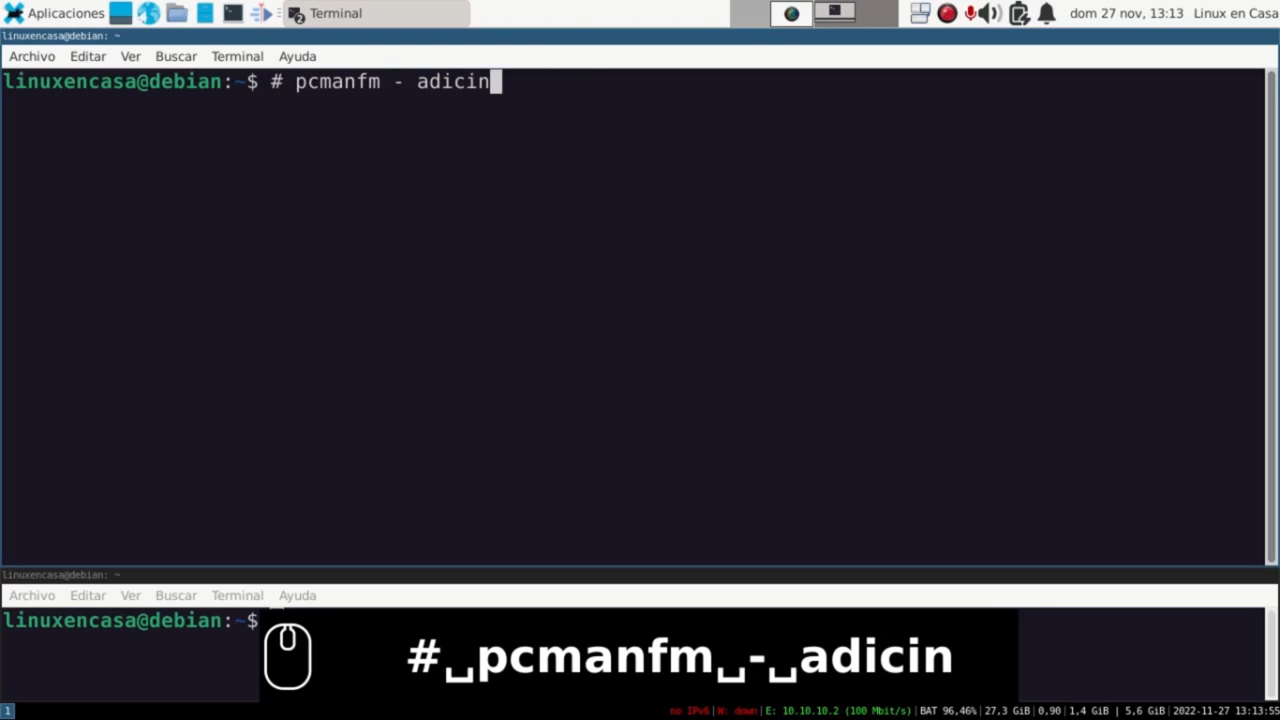 Aplicaciones Terminal dom 27 nov, 13:13 Linux en Casa
linuxencasa@debian: ~
Archivo Editar Ver Buscar Terminal Ayuda
linuxencasa@debian:~$ # pcmanfm - adicin
linuxencasa@debian: ~
Archivo Editar Ver Buscar Terminal Ayuda
linuxencasa@debian:~$
#␣pcmanfm␣-␣adicin
1 no IPv6|W: down|E: 10.10.10.2 (100 Mbit/s)|BAT 96,46%|27,3 GiB|0,90|1,4 GiB | 5,6 GiB|2022-11-27 13:13:55